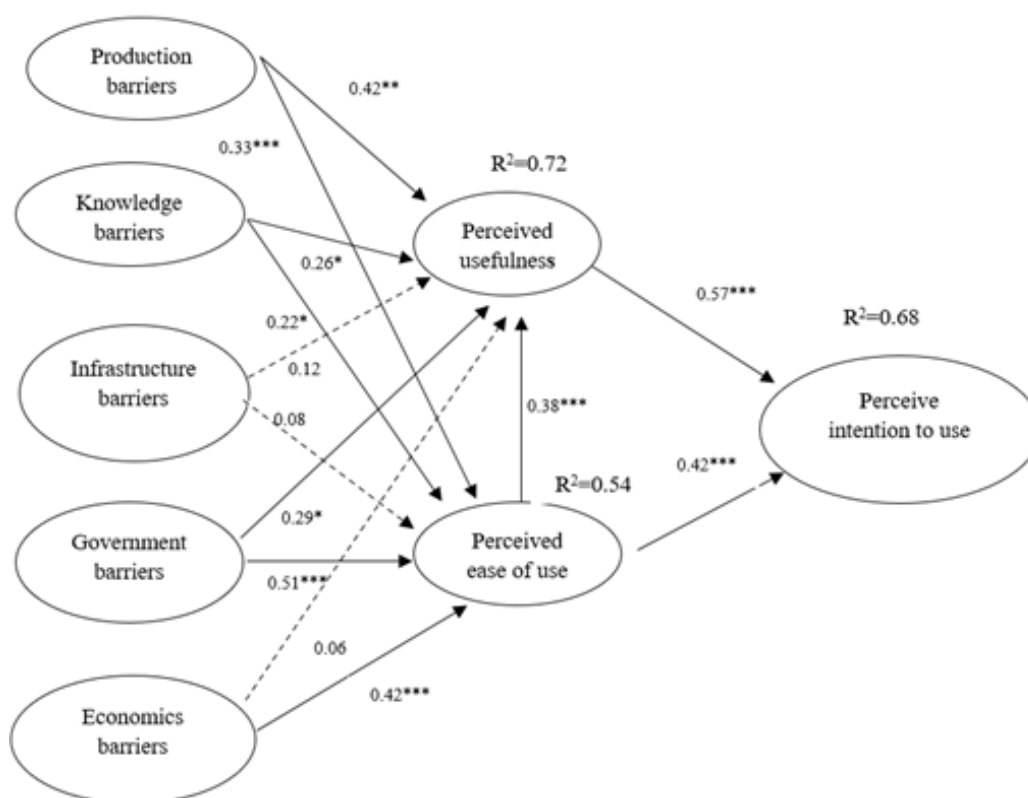 Production
barriers
0.42**
0.33***
R²=0.72
Knowledge
barriers
Perceived
usefulness
0.26*
0.57***
0.22*
R²=0.68
Infrastructure
barriers
0.12
Perceive
intention to use
0.08
0.38***
0.42***
R²=0.54
0.29*
Government
barriers
Perceived
ease of use
0.51***
0.06
0.42***
Economics
barriers